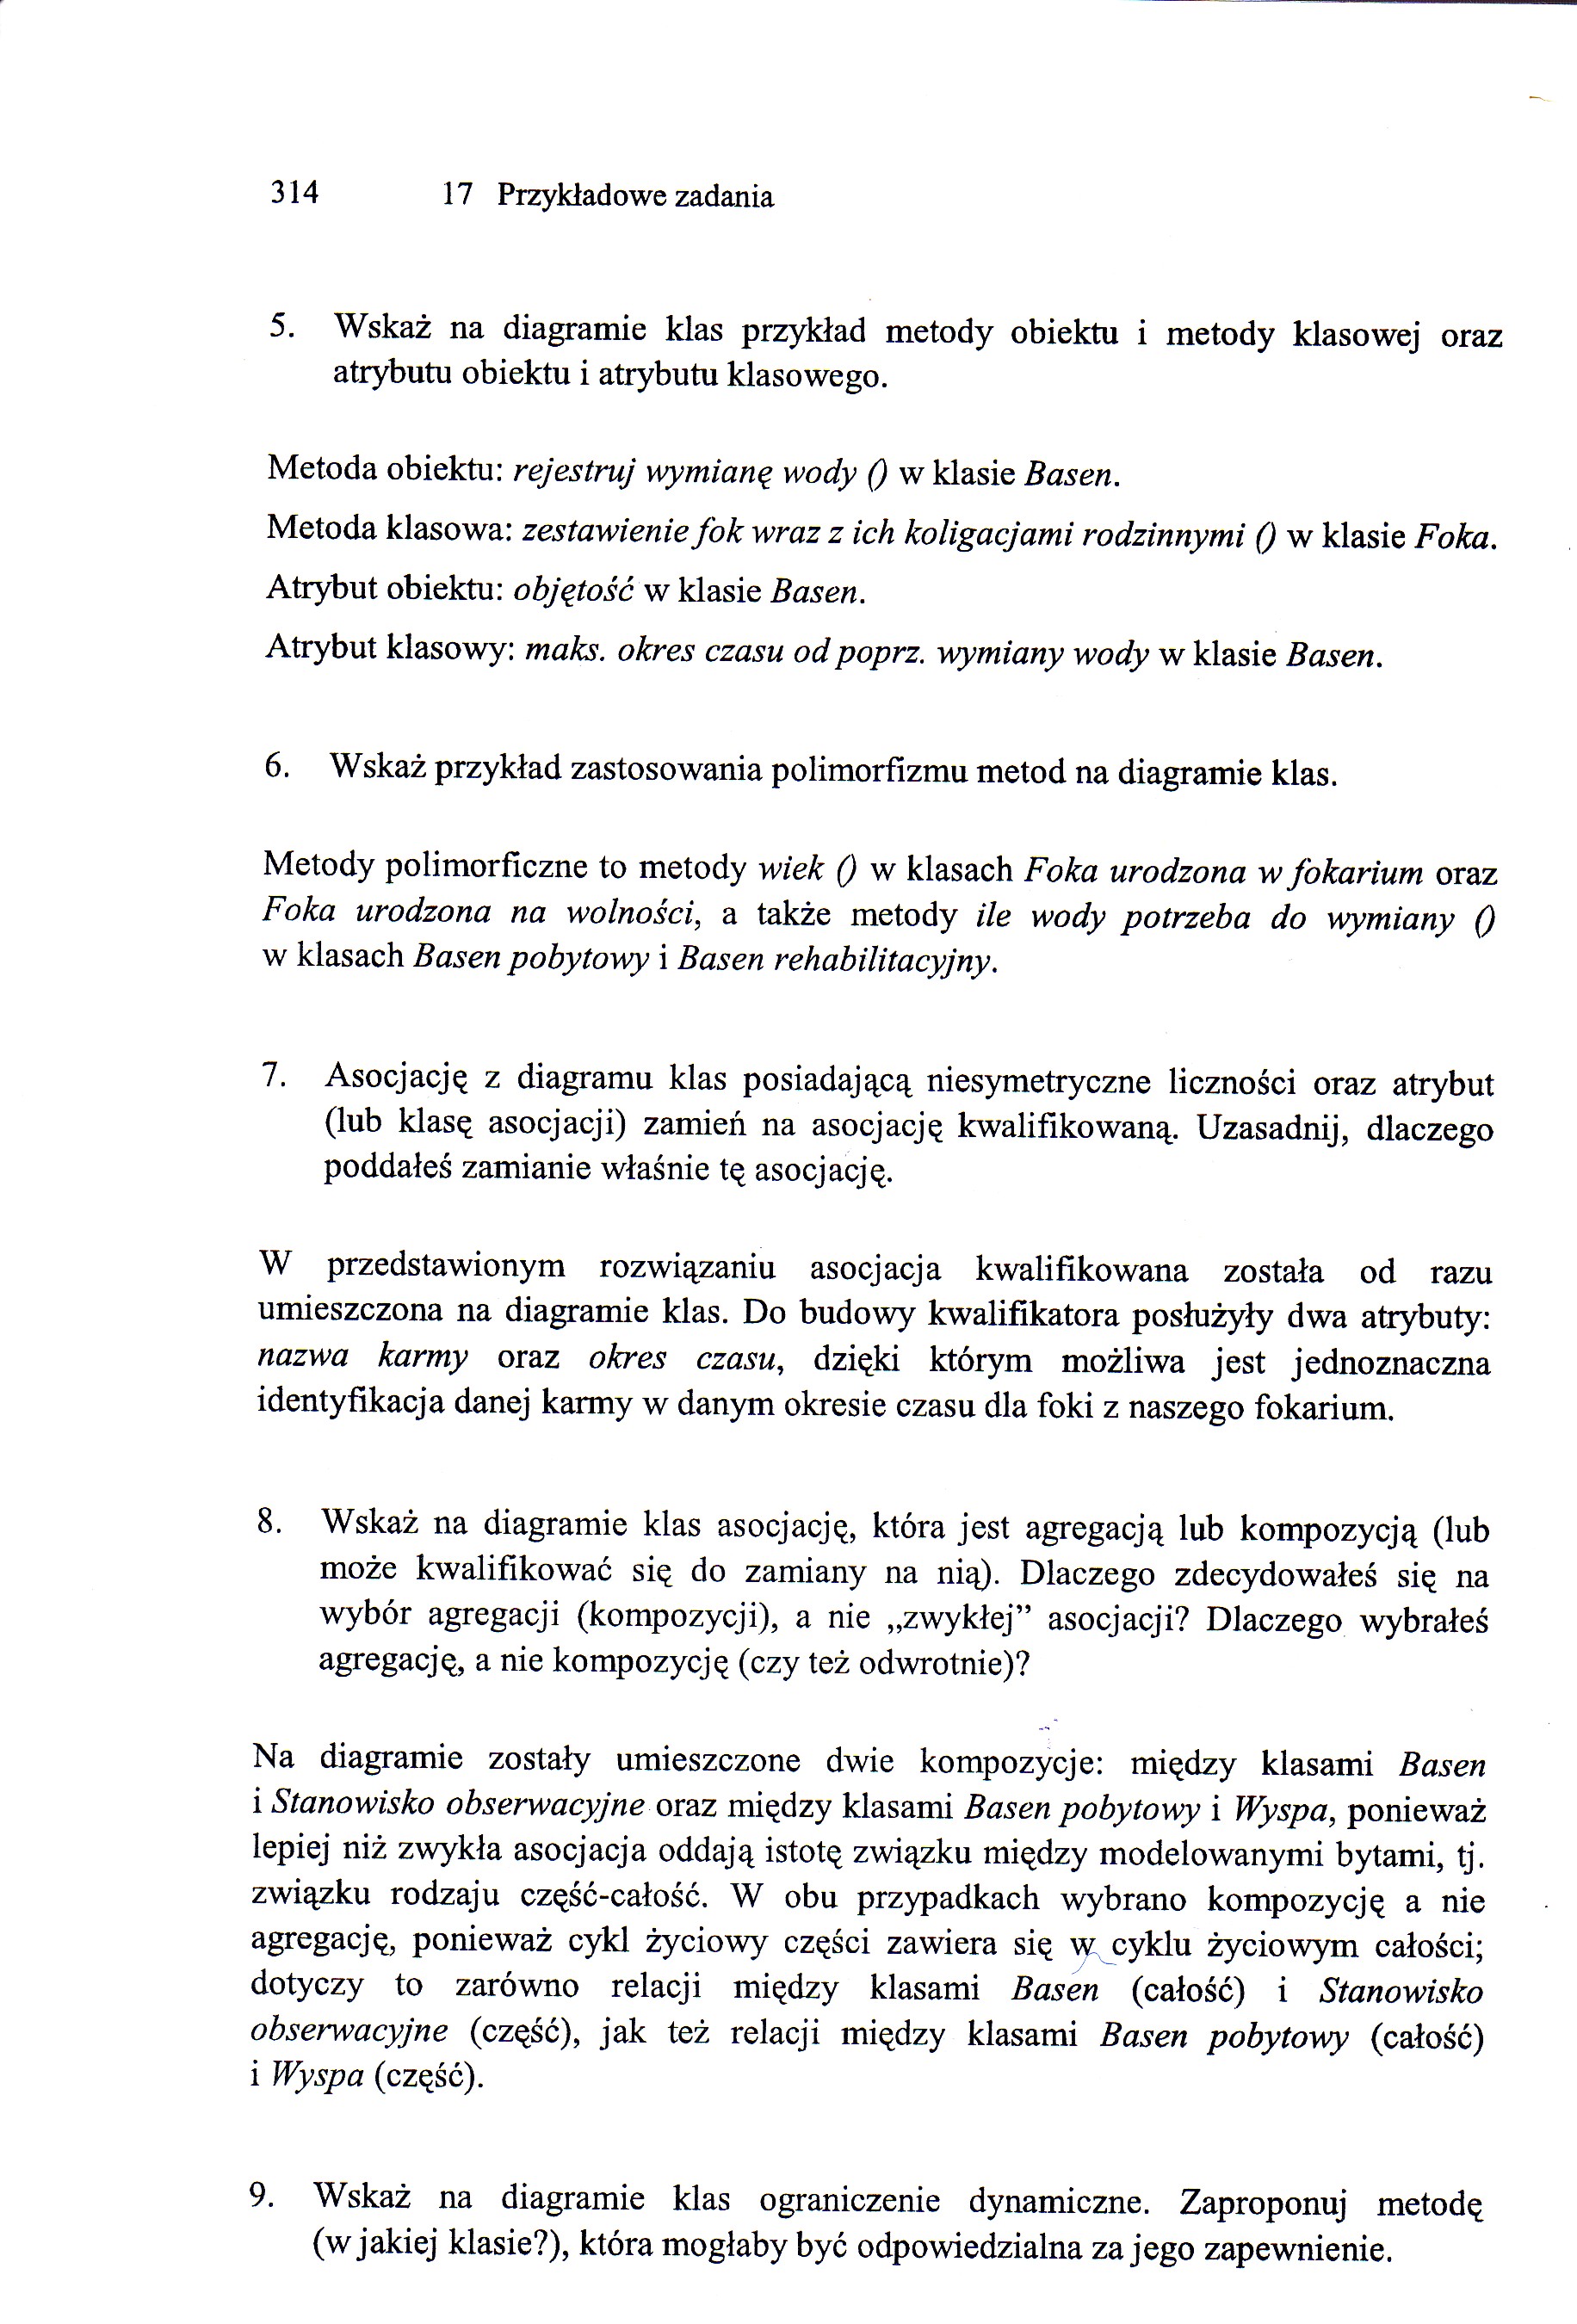 314 17 Przykładowe zadania
5. Wskaż na diagramie klas przykład metody obiektu i metody klasowej oraz
atrybutu obiektu i atrybutu klasowego.
Metoda obiektu: rejestruj wymianę wody () w klasie Basen.
Metoda klasowa: zestawienie fok wraz z ich koligacjami rodzinnymi () w klasie Foka.
Atrybut obiektu: objętość w klasie Basen.
Atrybut klasowy: maks. okres czasu od poprz. wymiany wody w klasie Basen.
6. Wskaż przykład zastosowania polimorfizmu metod na diagramie klas.
Metody polimorficzne to metody wiek () w klasach Foka urodzona w fokarium oraz
Foka urodzona na wolności, a także metody ile wody potrzeba do wymiany ()
w klasach Basen pobytowy i Basen rehabilitacyjny.
7. Asocjację z diagramu klas posiadającą niesymetryczne liczności oraz atrybut
(lub klasę asocjacji) zamień na asocjację kwalifikowaną. Uzasadnij, dlaczego
poddałeś zamianie właśnie tę asocjację.
W przedstawionym rozwiązaniu asocjacja kwalifikowana została od razu
umieszczona na diagramie klas. Do budowy kwalifikatora posłużyły dwa atrybuty:
nazwa karmy oraz okres czasu, dzięki którym możliwa jest jednoznaczna
identyfikacja danej karmy w danym okresie czasu dla foki z naszego fokarium.
8. Wskaż na diagramie klas asocjację, która jest agregacją lub kompozycją (lub
może kwalifikować się do zamiany na nią). Dlaczego zdecydowałeś się na
wybór agregacji (kompozycji), a nie „zwykłej” asocjacji? Dlaczego wybrałeś
agregację, a nie kompozycję (czy też odwrotnie)?
Na diagramie zostały umieszczone dwie kompozycje: między klasami Basen
i Stanowisko obserwacyjne oraz między klasami Basen pobytowy i Wyspa, ponieważ
lepiej niż zwykła asocjacja oddają istotę związku między modelowanymi bytami, tj.
związku rodzaju część-całość. W obu przypadkach wybrano kompozycję a nie
agregację, ponieważ cykl życiowy części zawiera się w cyklu życiowym całości;
dotyczy to zarówno relacji między klasami Basen (całość) i Stanowisko
obserwacyjne (część), jak też relacji między klasami Basen pobytowy (całość)
i Wyspa (część).
9. Wskaż na diagramie klas ograniczenie dynamiczne. Zaproponuj metodę
(w jakiej klasie?), która mogłaby być odpowiedzialna za jego zapewnienie.